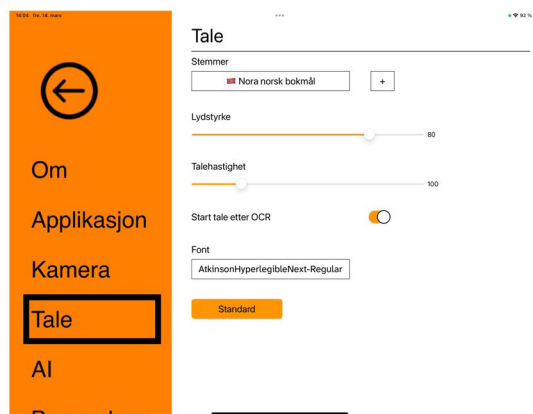 14:04 fre. 14. mars
93 %
Tale
Stemmer
Nora norsk bokmål
+
Lydstyrke
80
Talehastighet
100
Start tale etter OCR
Font
AtkinsonHyperlegibleNext-Regular
Standard
Om
Applikasjon
Kamera
Tale
AI